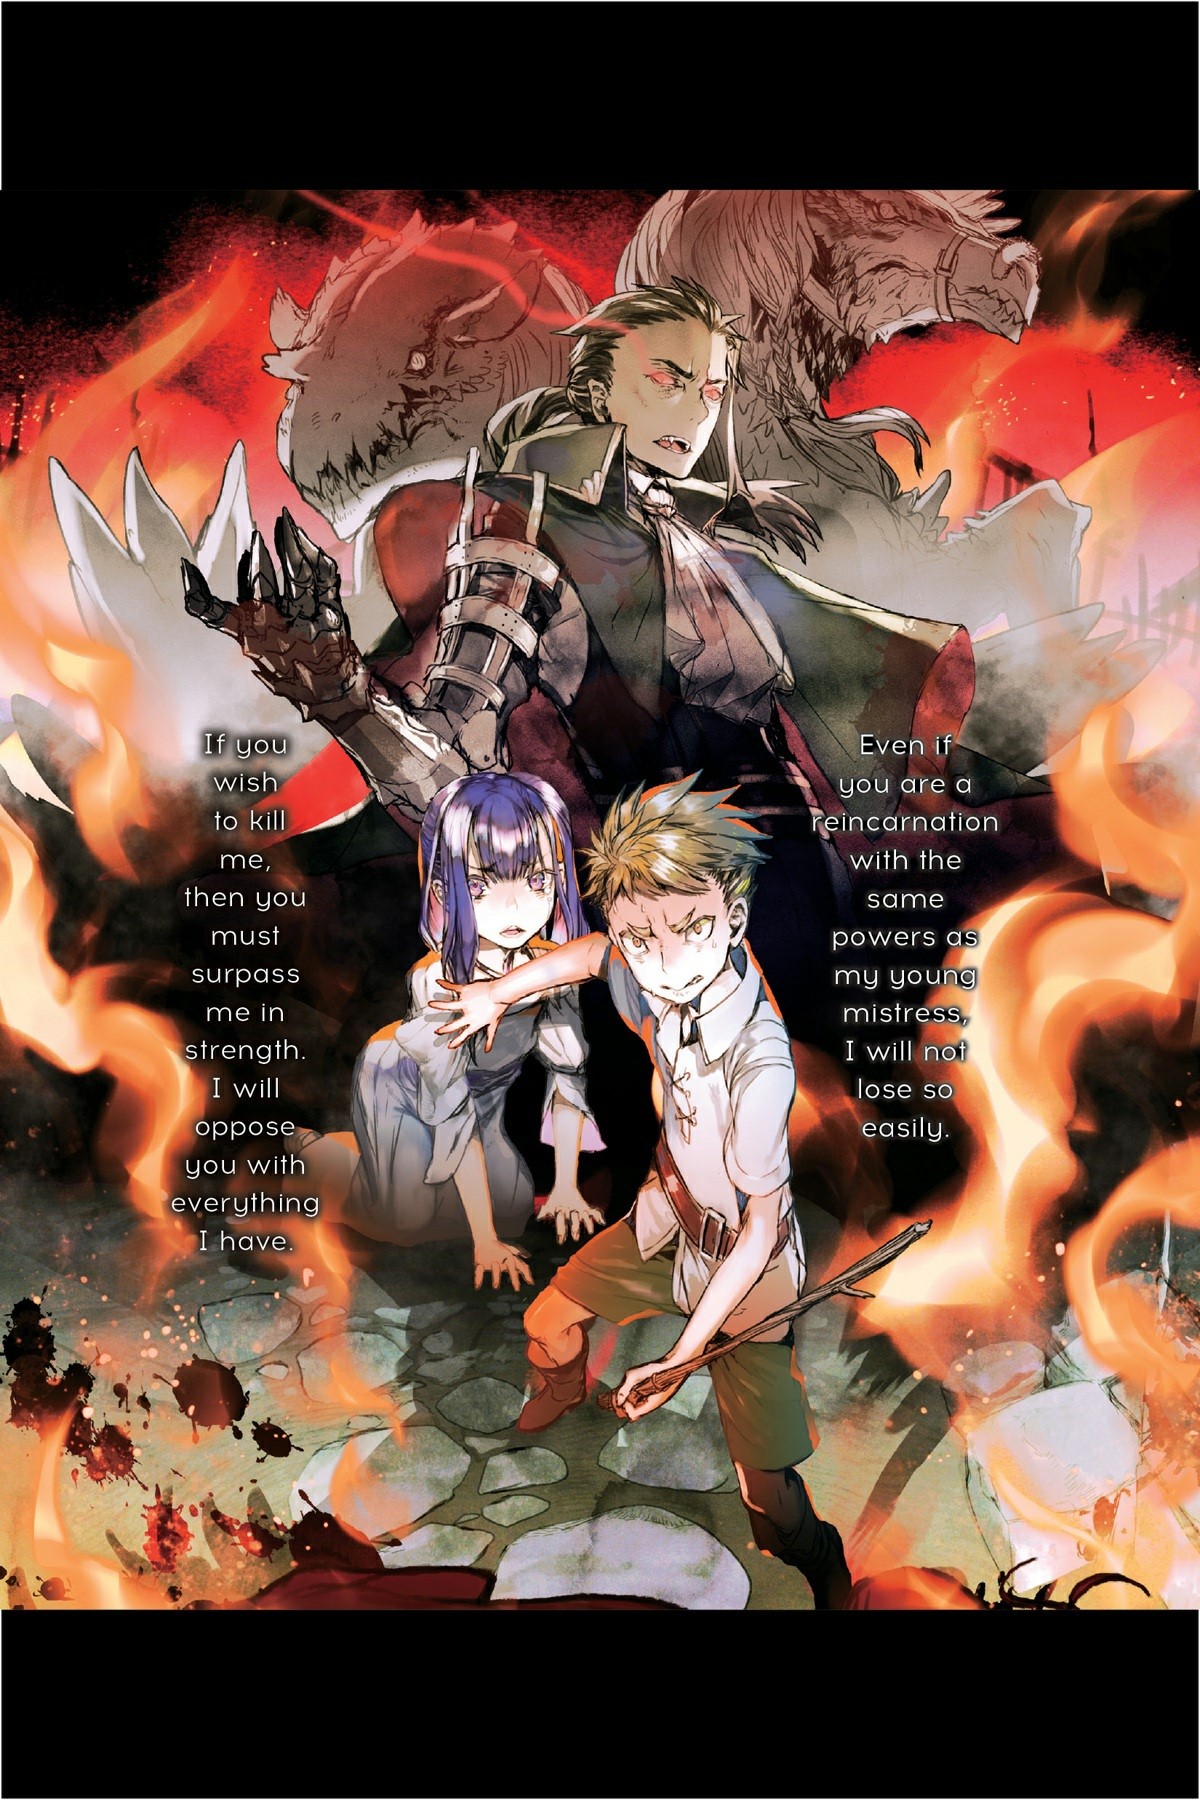 If you
wish
to kill
me,
then you
must
surpass
me in
strength.
I will
oppose
you with
everything
I have.
Even if
you are a
reincarnation
with the
same
powers as
my young
mistress,
I will not
lose so
easily.